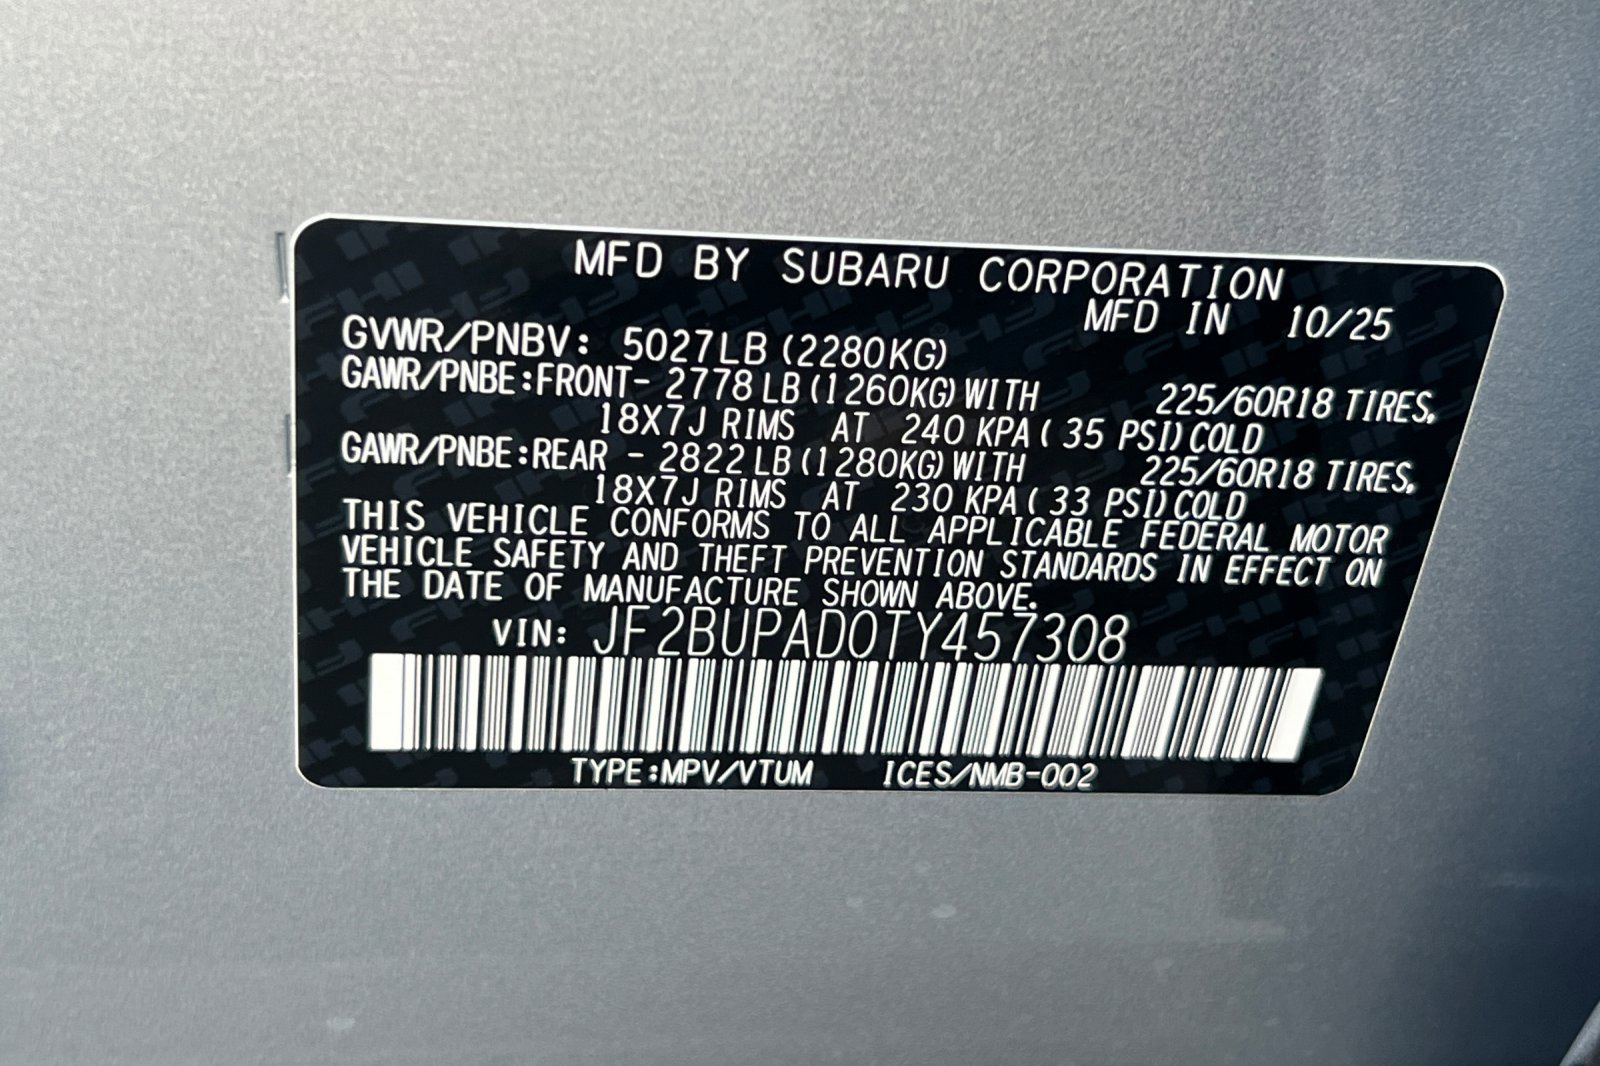 MFD BY SUBARU CORPORATION
MFD IN 10/25
GVWR/PNBV: 5027LB (2280KG)
GAWR/PNBE:FRONT- 2778 LB (1260KG) WITH 225/60R18 TIRES,
18X7J RIMS AT 240 KPA ( 35 PSI) COLD
GAWR/PNBE:REAR - 2822 LB (1280KG) WITH 225/60R18 TIRES,
18X7J RIMS AT 230 KPA ( 33 PSI) COLD
THIS VEHICLE CONFORMS TO ALL APPLICABLE FEDERAL MOTOR
VEHICLE SAFETY AND THEFT PREVENTION STANDARDS IN EFFECT ON
THE DATE OF MANUFACTURE SHOWN ABOVE.
VIN: JF2BUPAD0TY457308
TYPE:MPV/VTUM ICES/NMB-002